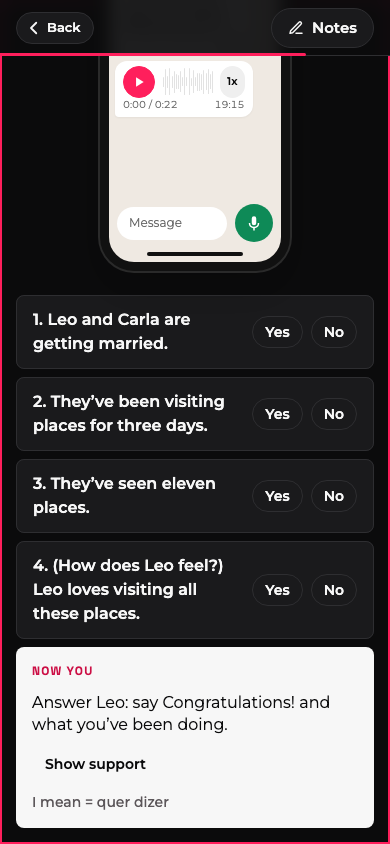 Back
Notes
1x
0:00 / 0:22
19:15
Message
1. Leo and Carla are
getting married.
Yes
No
2. They’ve been visiting
places for three days.
Yes
No
3. They’ve seen eleven
places.
Yes
No
4. (How does Leo feel?)
Leo loves visiting all
these places.
Yes
No
NOW YOU
Answer Leo: say Congratulations! and
what you’ve been doing.
Show support
I mean = quer dizer